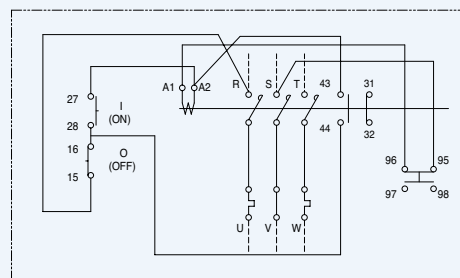 A1 A2 R S T 43 31
27 I
(ON)
28
16 O
(OFF)
15
44 32
96 95
97 98
U V W